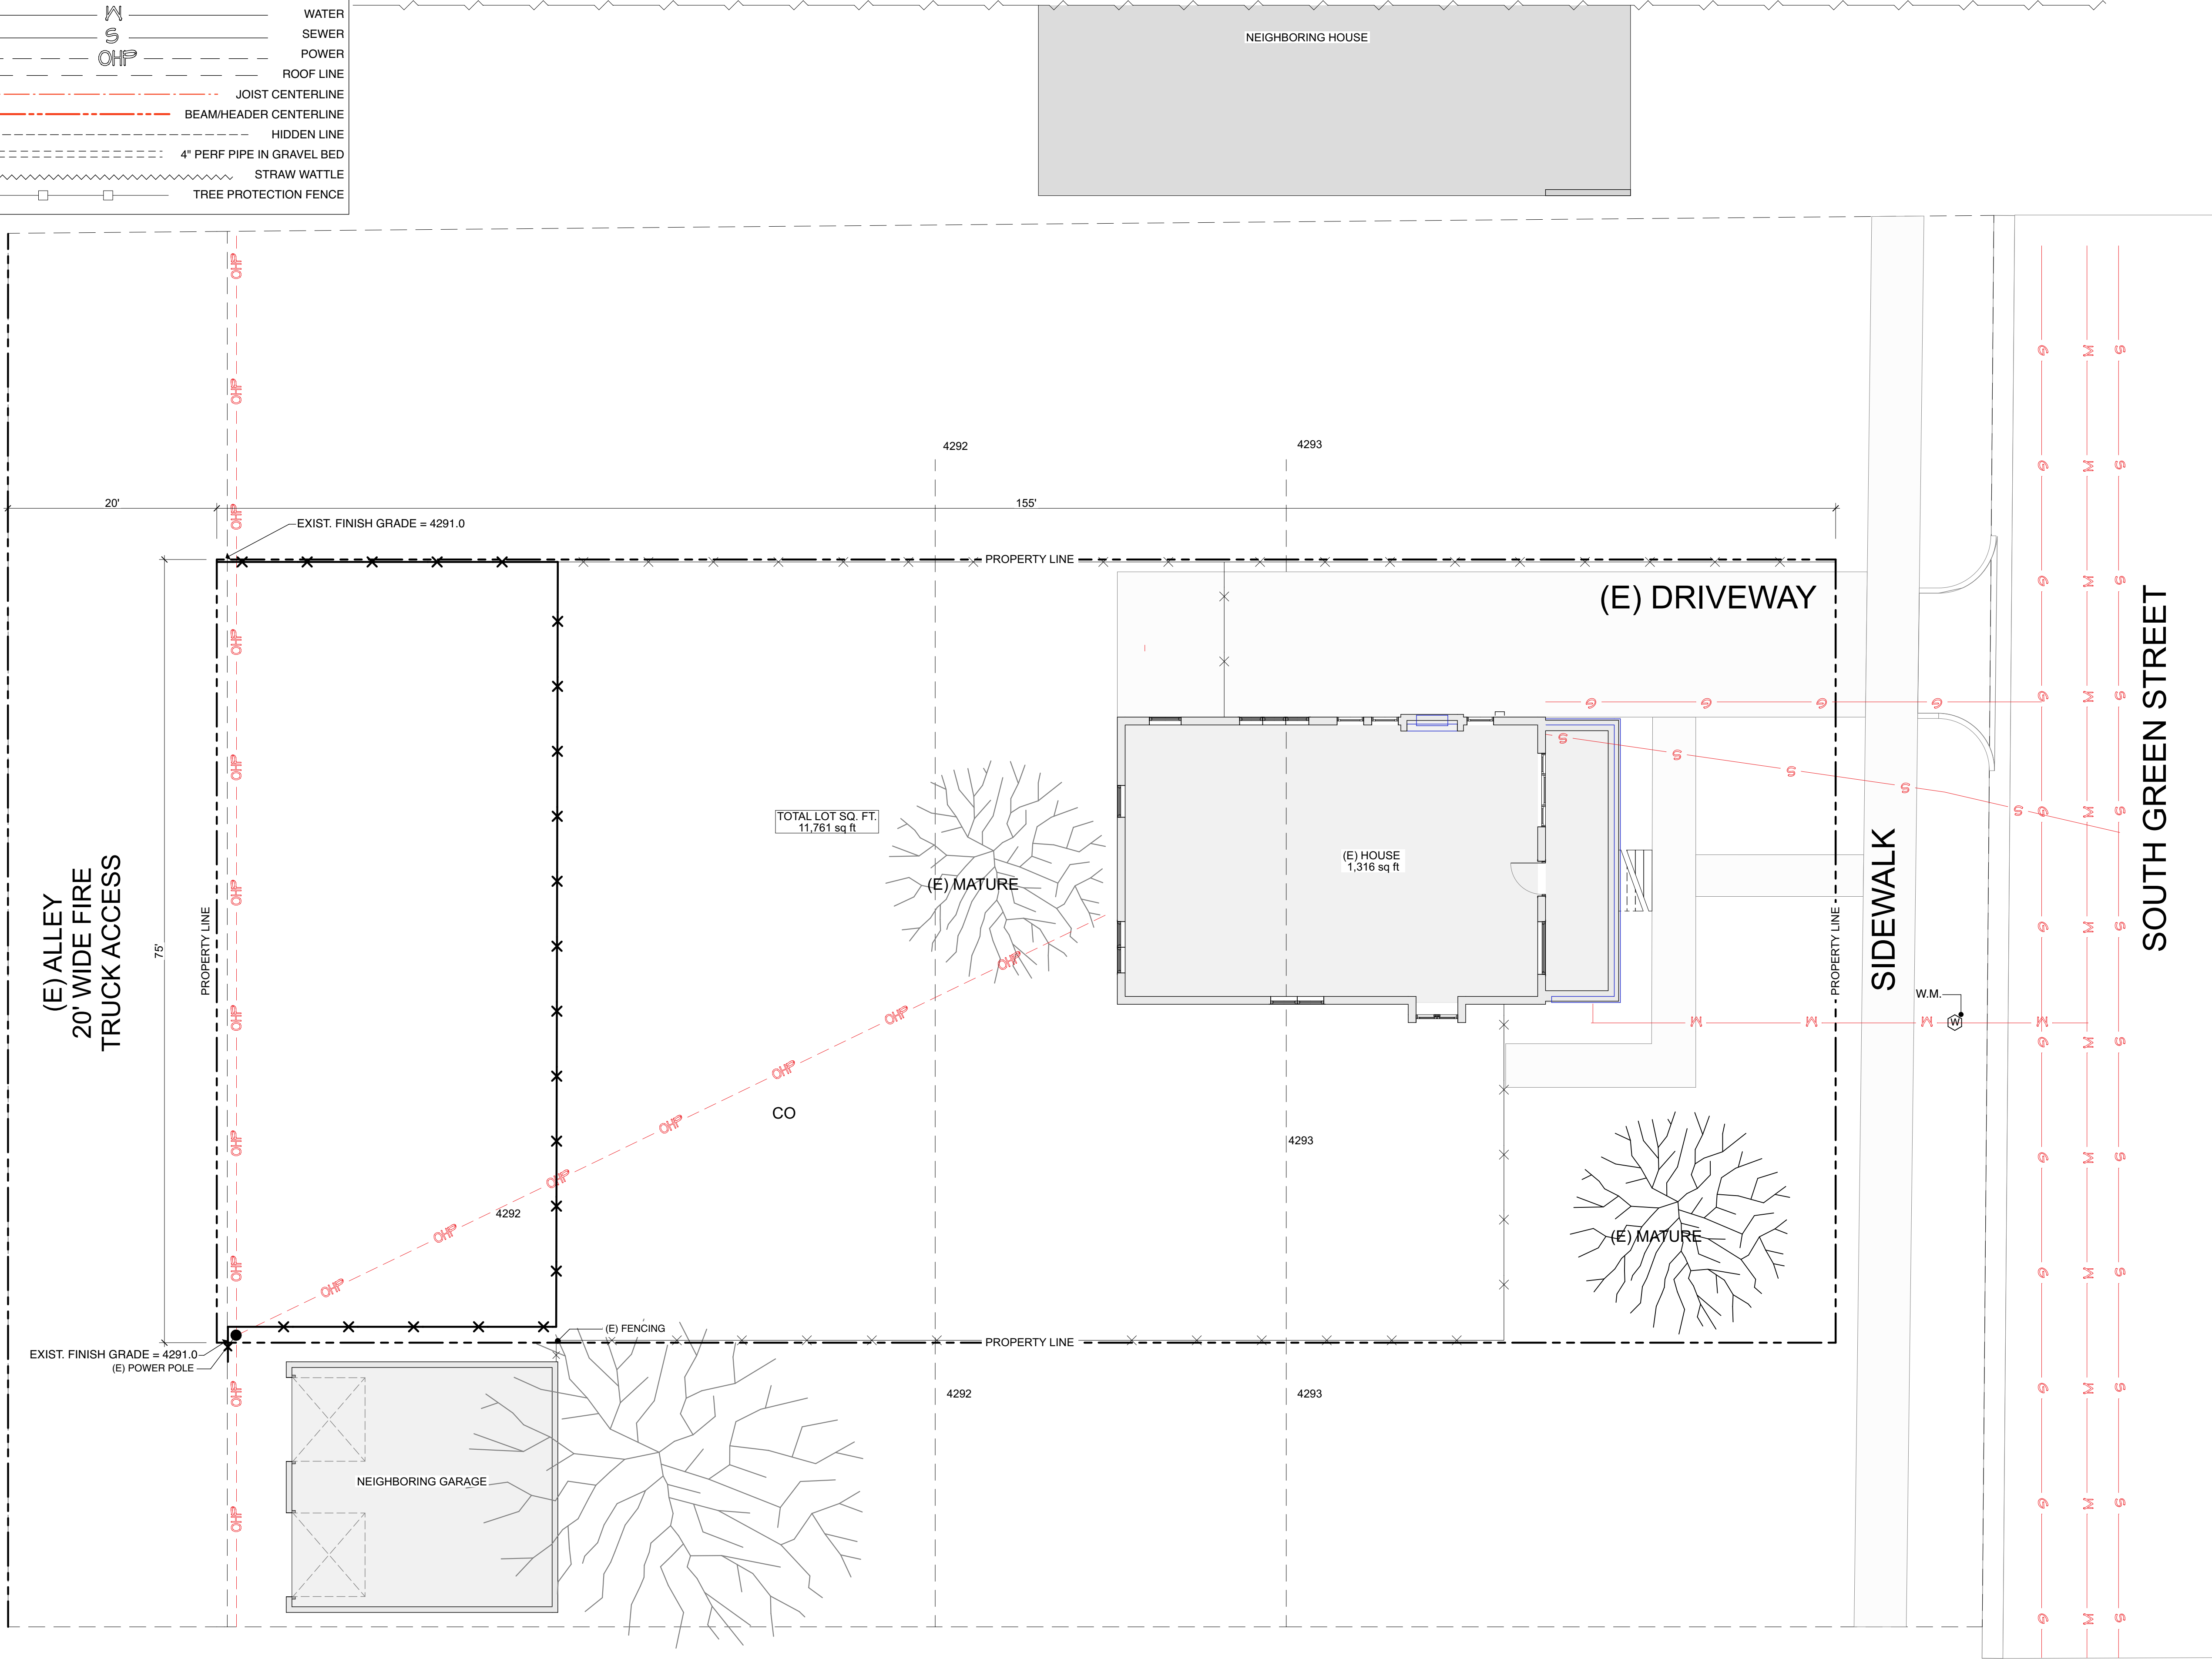 W WATER
S SEWER
OHP POWER
ROOF LINE
JOIST CENTERLINE
BEAM/HEADER CENTERLINE
HIDDEN LINE
4" PERF PIPE IN GRAVEL BED
STRAW WATTLE
TREE PROTECTION FENCE
NEIGHBORING HOUSE
4292
4293
20'
155'
EXIST. FINISH GRADE = 4291.0
PROPERTY LINE
(E) DRIVEWAY
SOUTH GREEN STREET
SIDEWALK
(E) ALLEY
20' WIDE FIRE
TRUCK ACCESS
75'
PROPERTY LINE
TOTAL LOT SQ. FT.
11,761 sq ft
(E) MATURE
(E) HOUSE
1,316 sq ft
PROPERTY LINE
W.M.
W
OHP
G
W
S
CO
4293
4292
(E) MATURE
(E) FENCING
PROPERTY LINE
EXIST. FINISH GRADE = 4291.0
(E) POWER POLE
4292
4293
NEIGHBORING GARAGE